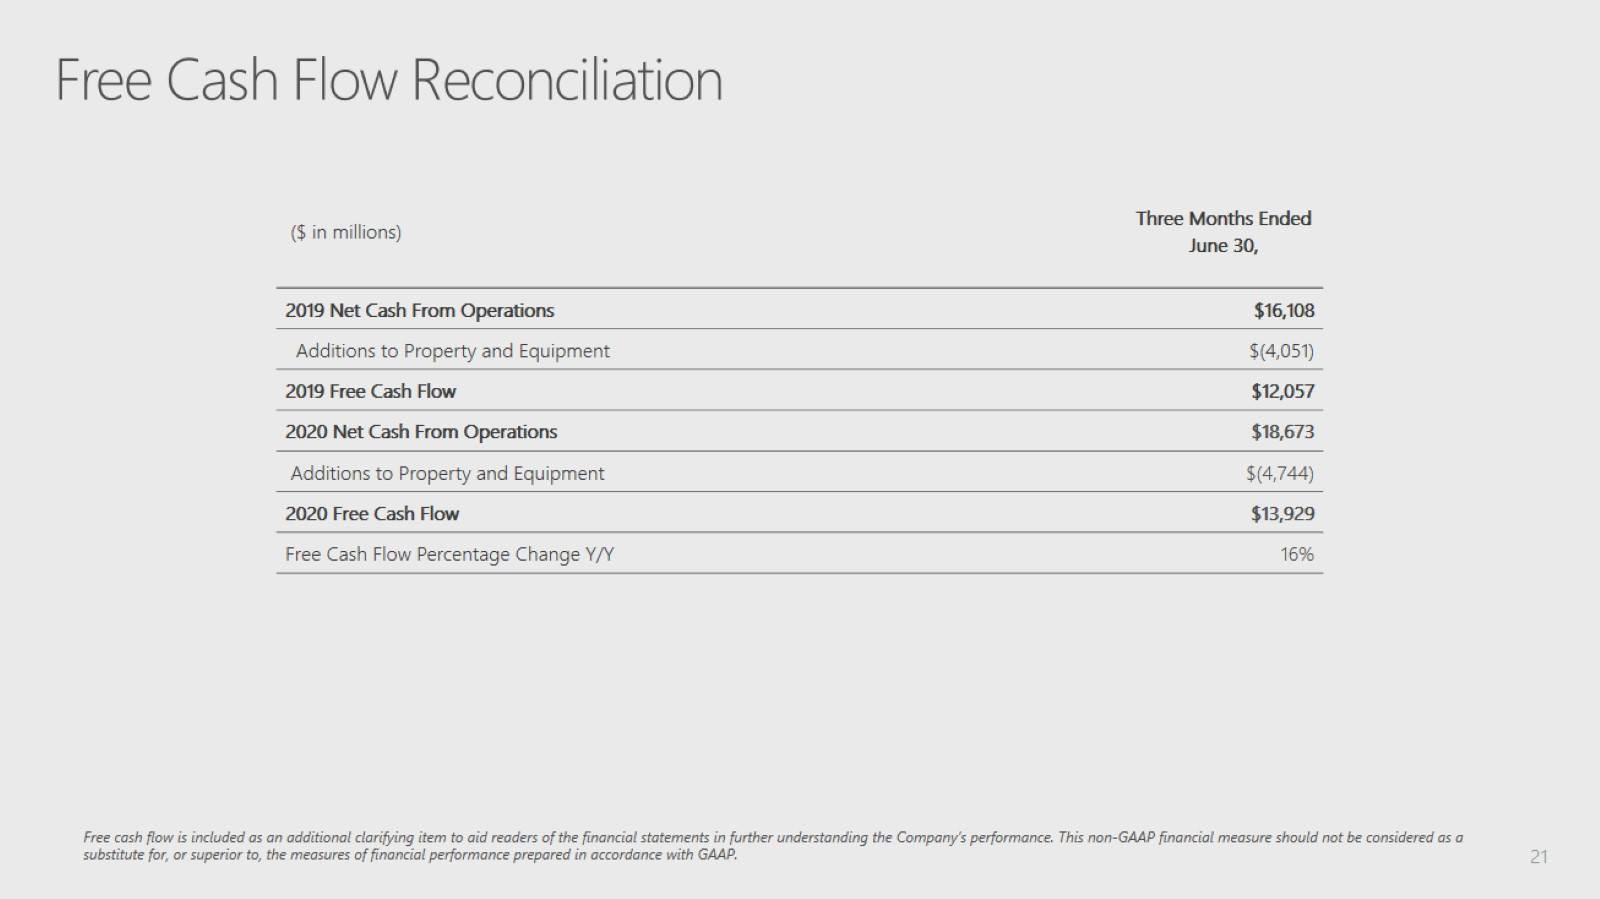 Free Cash Flow Reconciliation
($ in millions)
Three Months Ended
June 30,
2019 Net Cash From Operations $16,108
Additions to Property and Equipment $(4,051)
2019 Free Cash Flow $12,057
2020 Net Cash From Operations $18,673
Additions to Property and Equipment $(4,744)
2020 Free Cash Flow $13,929
Free Cash Flow Percentage Change Y/Y 16%
Free cash flow is included as an additional clarifying item to aid readers of the financial statements in further understanding the Company's performance. This non-GAAP financial measure should not be considered as a
substitute for, or superior to, the measures of financial performance prepared in accordance with GAAP.
21